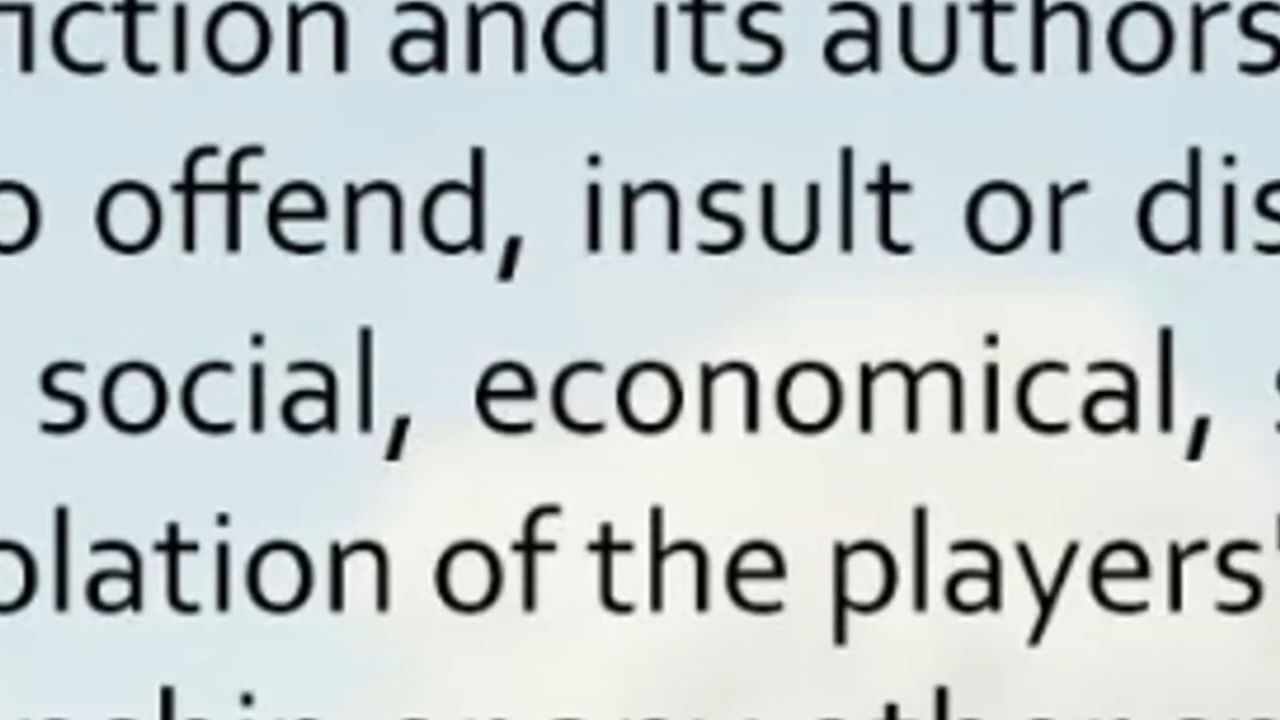 iction and its authors
o offend, insult or dis
social, economical,
olation of the players'